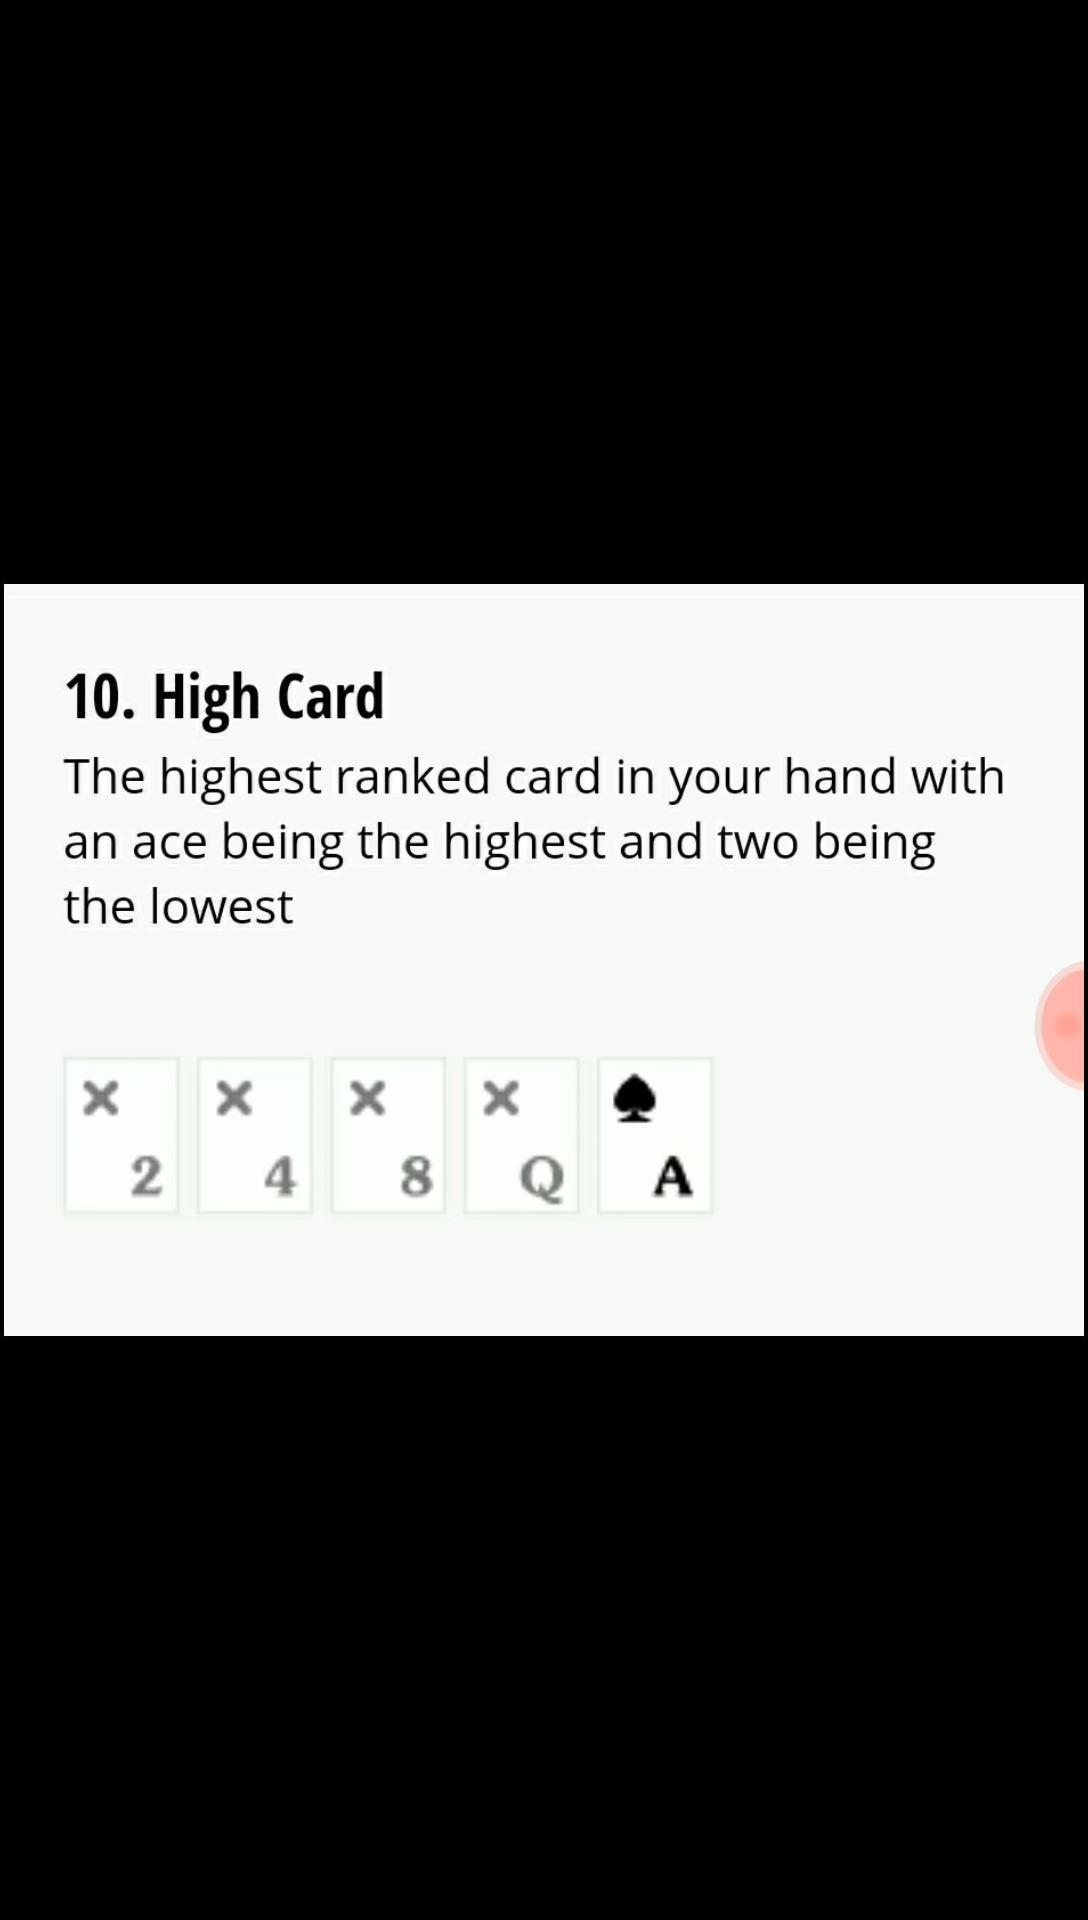 10. High Card
The highest ranked card in your hand with
an ace being the highest and two being
the lowest
2 4 8 Q A